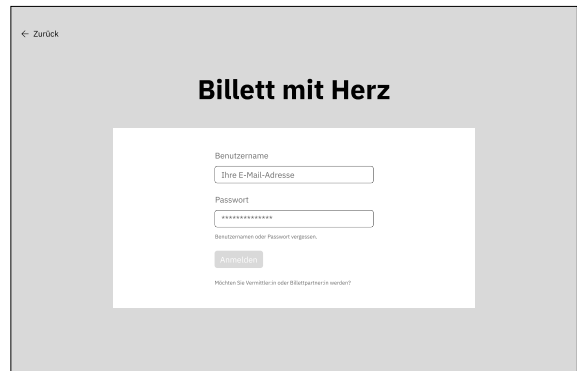 ← Zurück
Billett mit Herz
Benutzername
Ihre E-Mail-Adresse
Passwort
*************
Benutzernamen oder Passwort vergessen.
Anmelden
Möchten Sie Vermittler:in oder Billettpartner:in werden?